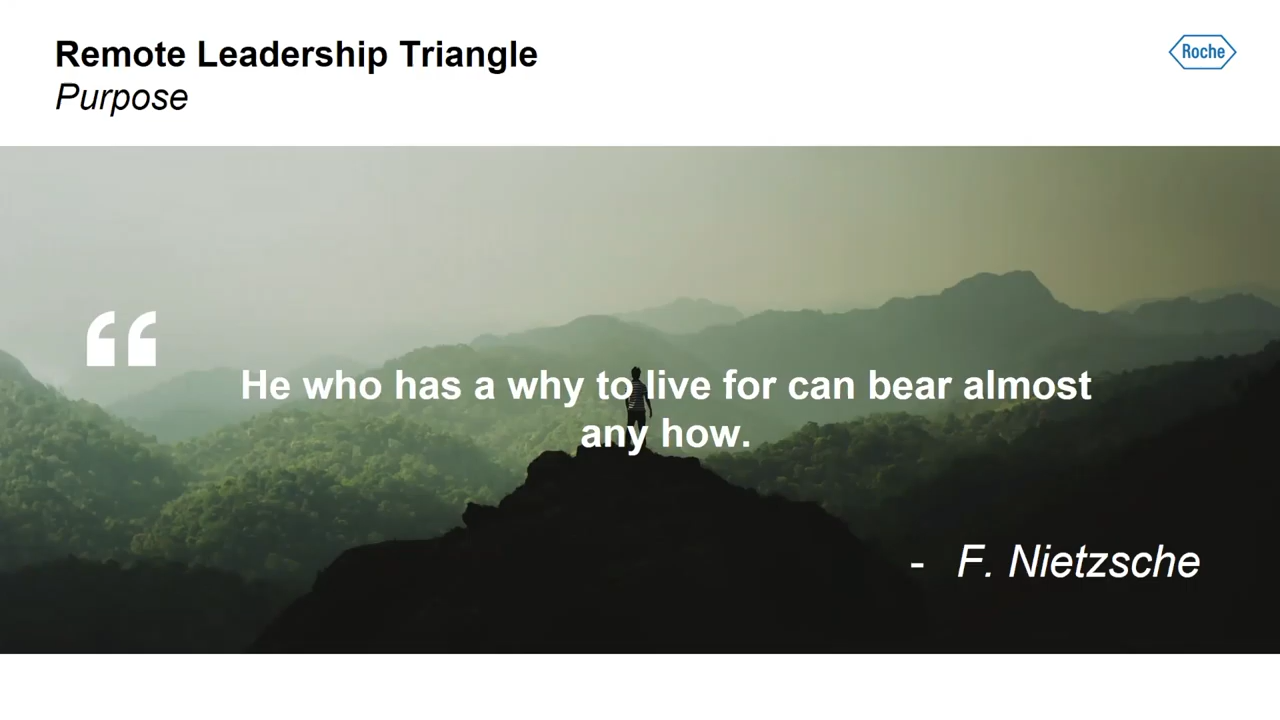 Remote Leadership Triangle
Purpose
Roche
“
He who has a why to live for can bear almost
any how.
- F. Nietzsche